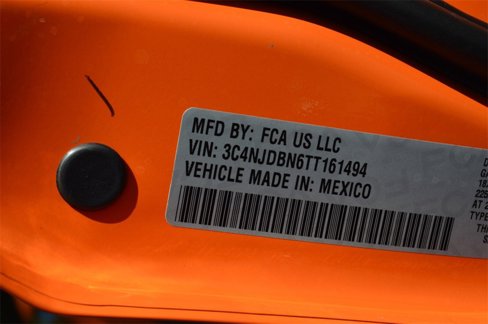 MFD BY: FCA US LLC
VIN: 3C4NJDBN6TT161494
VEHICLE MADE IN: MEXICO